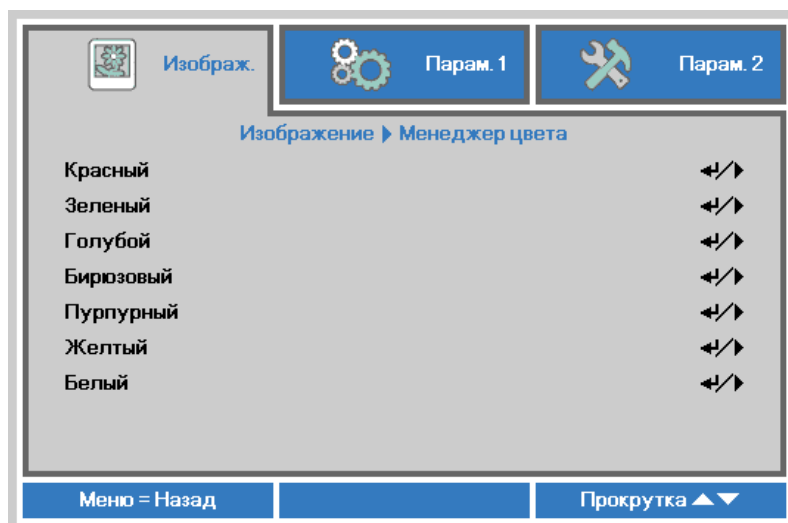 Изображ. Парам. 1 Парам. 2
Изображение ▶ Менеджер цвета
Красный ↵/▶
Зеленый ↵/▶
Голубой ↵/▶
Бирюзовый ↵/▶
Пурпурный ↵/▶
Желтый ↵/▶
Белый ↵/▶
Меню = Назад Прокрутка ▲▼